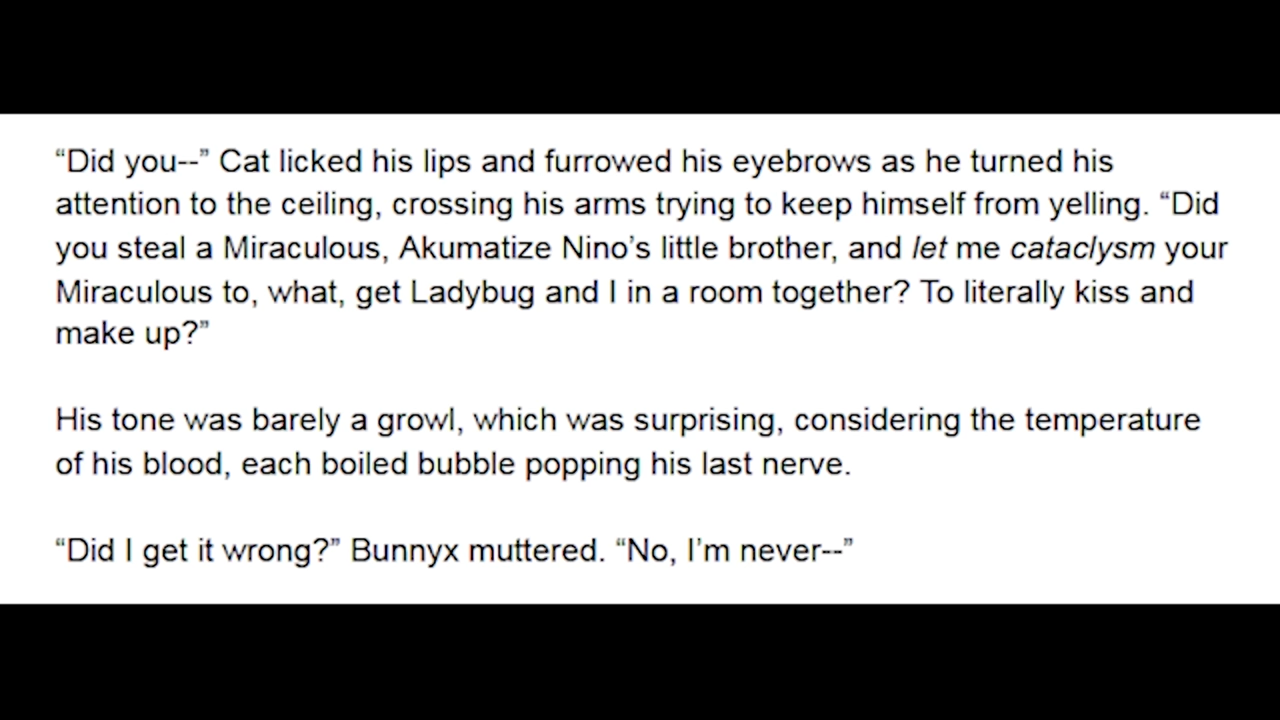 “Did you--” Cat licked his lips and furrowed his eyebrows as he turned his
attention to the ceiling, crossing his arms trying to keep himself from yelling. “Did
you steal a Miraculous, Akumatize Nino’s little brother, and let me cataclysm your
Miraculous to, what, get Ladybug and I in a room together? To literally kiss and
make up?”
His tone was barely a growl, which was surprising, considering the temperature
of his blood, each boiled bubble popping his last nerve.
“Did I get it wrong?” Bunnyx muttered. “No, I’m never--”